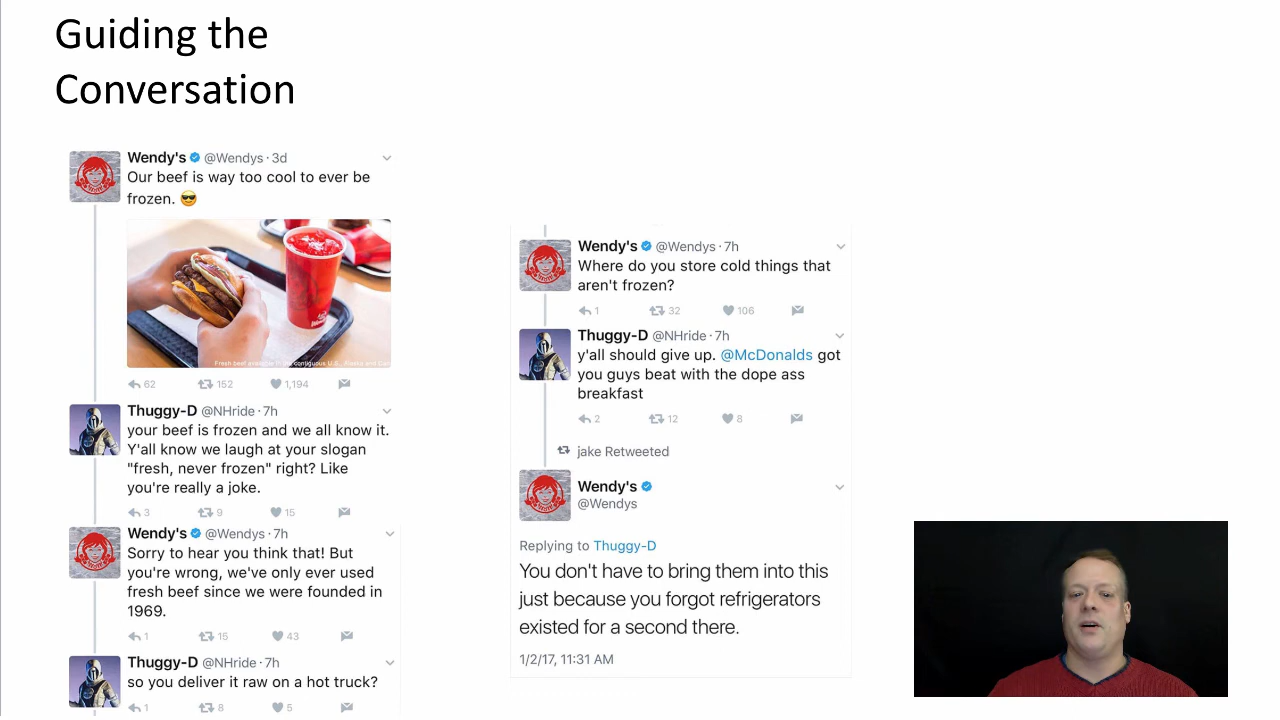 Guiding the
Conversation
Wendy's @Wendys · 3d
Our beef is way too cool to ever be
frozen. 😎
Fresh beef available in the contiguous U.S., Alaska and
62 152 1,194
Thuggy-D @NHride · 7h
your beef is frozen and we all know it.
Y'all know we laugh at your slogan
"fresh, never frozen" right? Like
you're really a joke.
3 9 15
Wendy's @Wendys · 7h
Sorry to hear you think that! But
you're wrong, we've only ever used
fresh beef since we were founded in
1969.
1 15 43
Thuggy-D @NHride · 7h
so you deliver it raw on a hot truck?
1 8 5
Wendy's @Wendys · 7h
Where do you store cold things that
aren't frozen?
1 32 106
Thuggy-D @NHride · 7h
y'all should give up. @McDonalds got
you guys beat with the dope ass
breakfast
2 12 8
jake Retweeted
Wendy's
@Wendys
Replying to Thuggy-D
You don't have to bring them into this
just because you forgot refrigerators
existed for a second there.
1/2/17, 11:31 AM